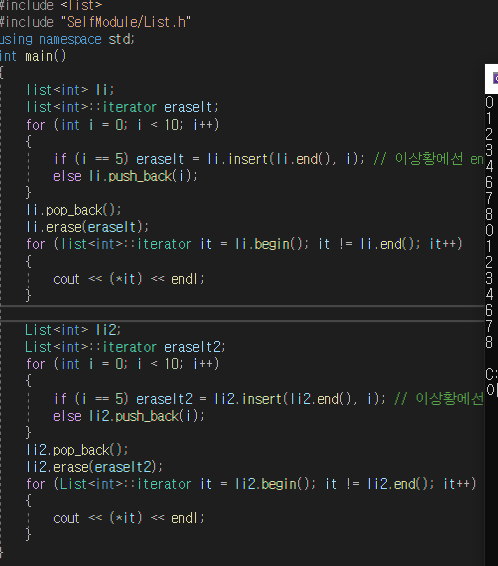 #include <list>
#include "SelfModule/List.h"
using namespace std;
int main()
{
list<int> li;
list<int>::iterator eraseIt;
for (int i = 0; i < 10; i++)
{
if (i == 5) eraseIt = li.insert(li.end(), i); // 이상황에선 en
else li.push_back(i);
}
li.pop_back();
li.erase(eraseIt);
for (list<int>::iterator it = li.begin(); it != li.end(); it++)
{
cout << (*it) << endl;
}
List<int> li2;
List<int>::iterator eraseIt2;
for (int i = 0; i < 10; i++)
{
if (i == 5) eraseIt2 = li2.insert(li2.end(), i); // 이상황에선
else li2.push_back(i);
}
li2.pop_back();
li2.erase(eraseIt2);
for (List<int>::iterator it = li2.begin(); it != li2.end(); it++)
{
cout << (*it) << endl;
}
}
0
1
2
3
4
6
7
8
0
1
2
3
4
6
7
8
C:
이